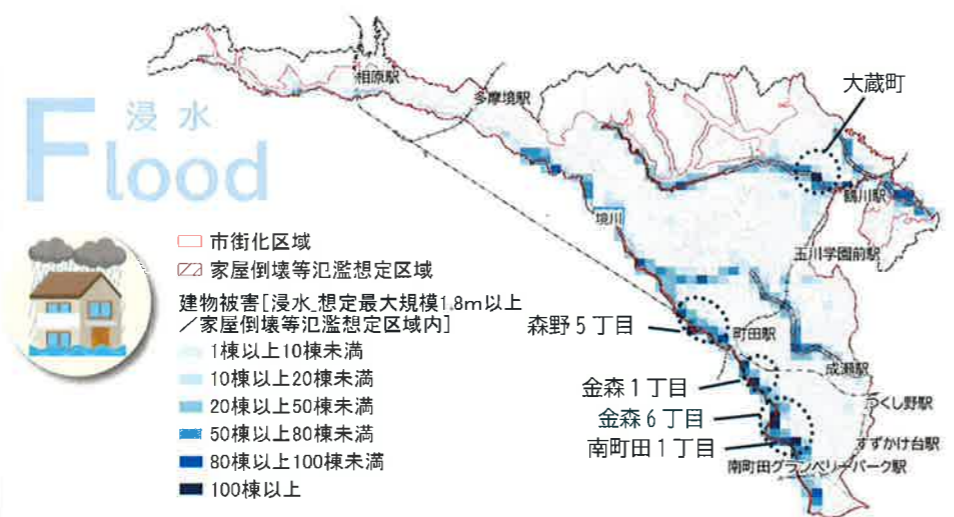 浸水
Flood
市街化区域
家屋倒壊等氾濫想定区域
建物被害[浸水_想定最大規模1.8m以上
／家屋倒壊等氾濫想定区域内]
1棟以上10棟未満
10棟以上20棟未満
20棟以上50棟未満
50棟以上80棟未満
80棟以上100棟未満
100棟以上
相原駅
多摩境駅
大蔵町
鶴川駅
境川
玉川学園前駅
森野5丁目
町田駅
成瀬駅
金森1丁目
つくし野駅
金森6丁目
すずかけ台駅
南町田1丁目
南町田グランベリーパーク駅